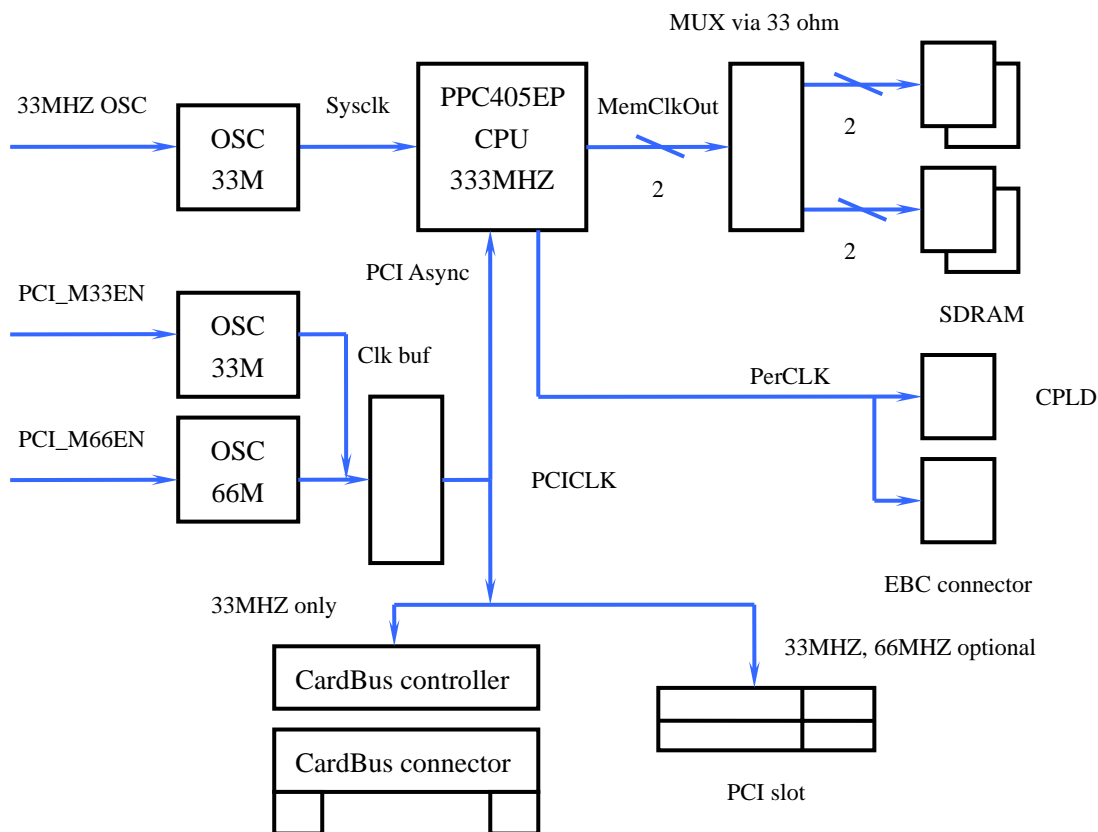 MUX via 33 ohm
33MHZ OSC
OSC
33M
Sysclk
PPC405EP
CPU
333MHZ
MemClkOut
2
2
2
SDRAM
PCI Async
PCI_M33EN
OSC
33M
Clk buf
PCI_M66EN
OSC
66M
PCICLK
PerCLK
CPLD
EBC connector
33MHZ only
33MHZ, 66MHZ optional
CardBus controller
CardBus connector
PCI slot